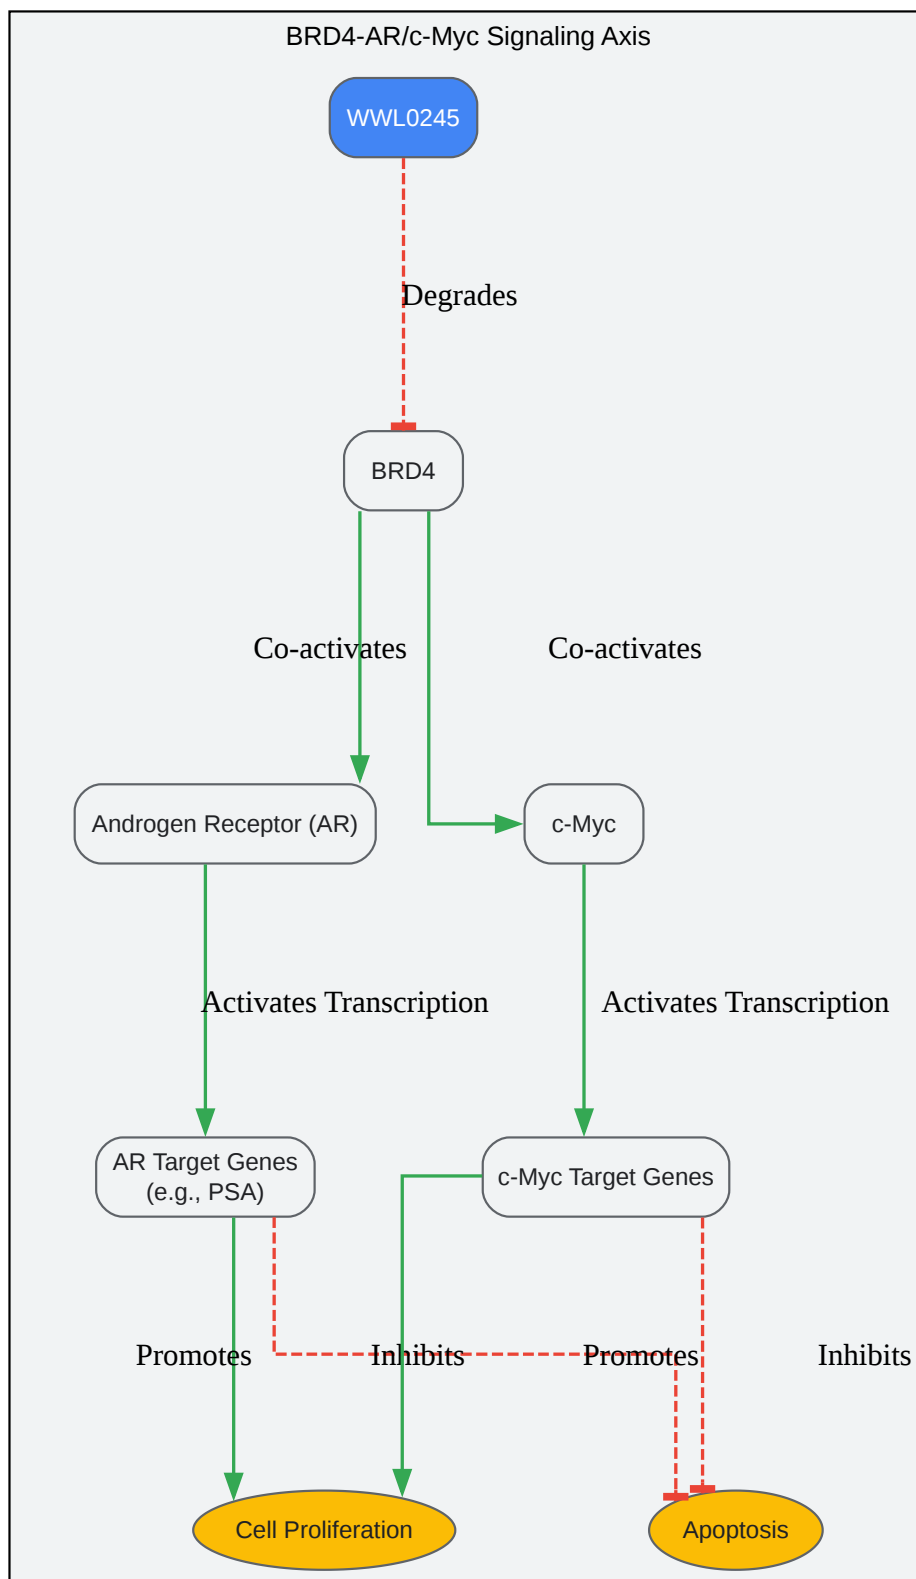 BRD4-AR/c-Myc Signaling Axis
WWL0245
Degrades
BRD4
Co-activates
Co-activates
Androgen Receptor (AR)
c-Myc
Activates Transcription
Activates Transcription
AR Target Genes
(e.g., PSA)
c-Myc Target Genes
Promotes
Inhibits
Promotes
Inhibits
Cell Proliferation
Apoptosis